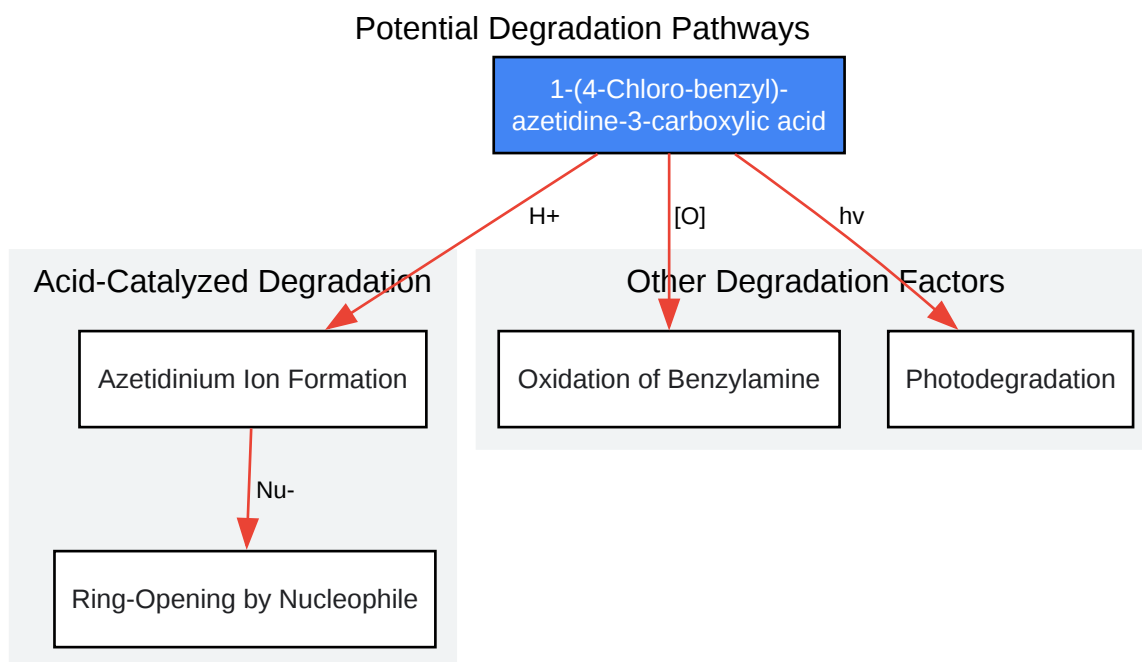 Potential Degradation Pathways
1-(4-Chloro-benzyl)-
azetidine-3-carboxylic acid
H+
[O]
hv
Acid-Catalyzed Degradation
Other Degradation Factors
Azetidinium Ion Formation
Oxidation of Benzylamine
Photodegradation
Nu-
Ring-Opening by Nucleophile